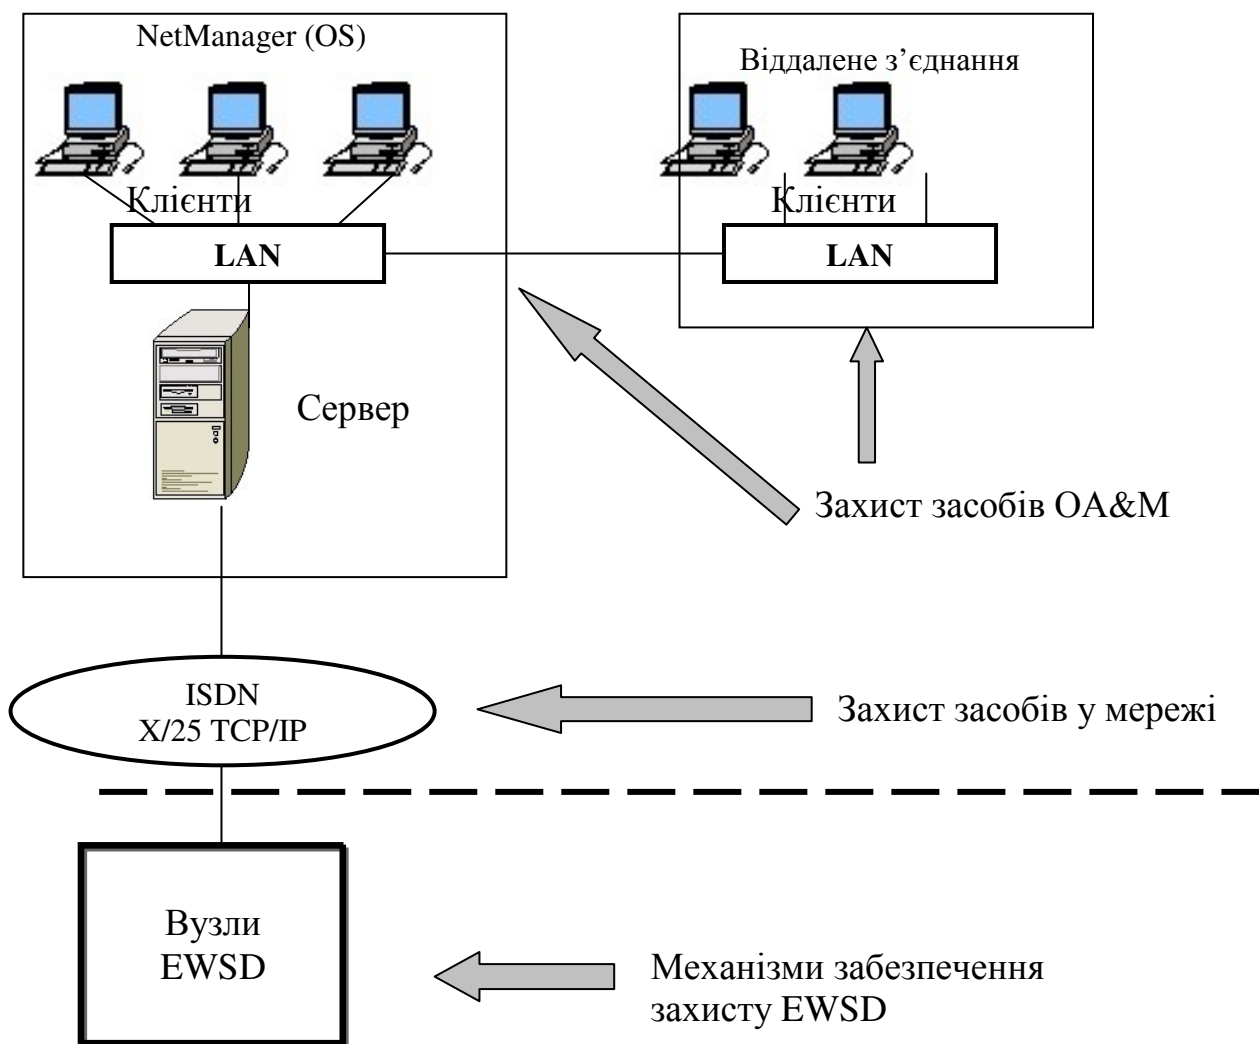 NetManager (OS)
Віддалене з’єднання
Клієнти
Клієнти
LAN
LAN
Сервер
Захист засобів OA&M
ISDN
X/25 TCP/IP
Захист засобів у мережі
Вузли
EWSD
Механізми забезпечення
захисту EWSD